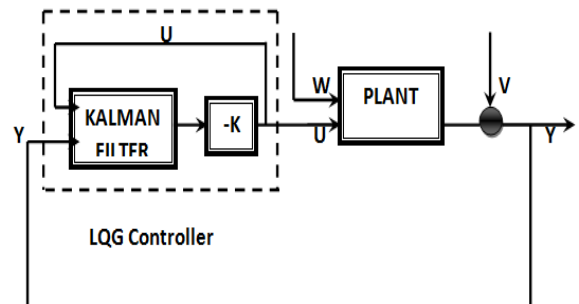 U
W
PLANT
V
KALMAN
FILTER
-K
Y
U
Y
LQG Controller